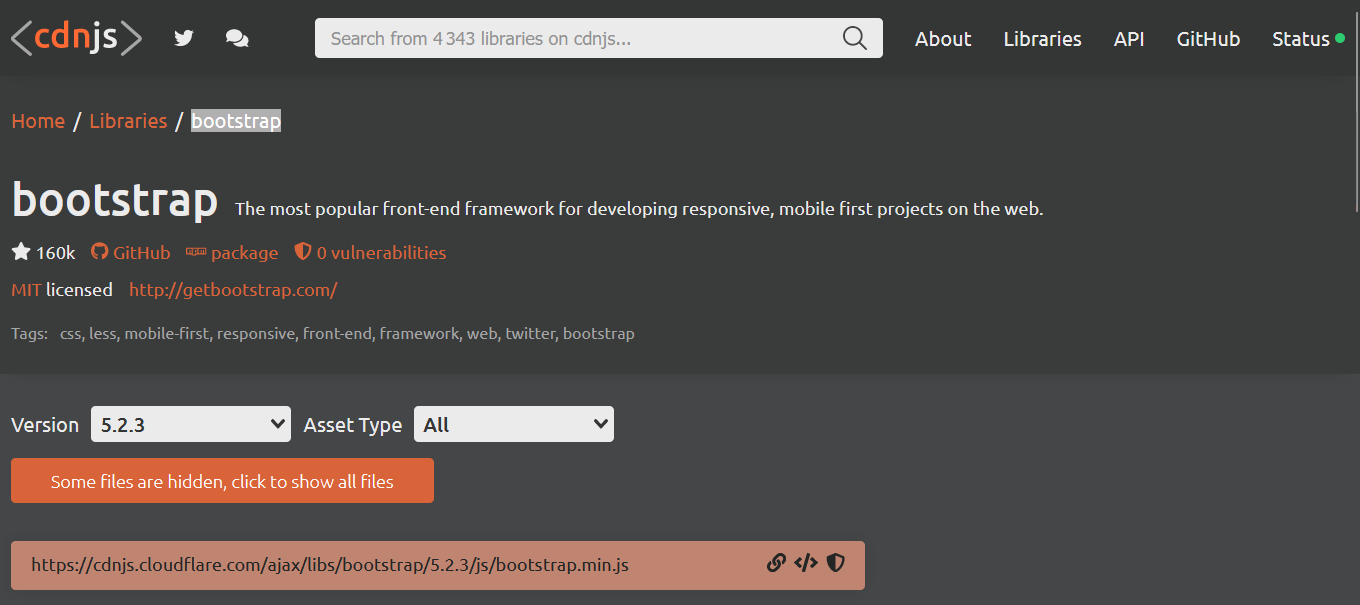 <cdnjs> Search from 4 343 libraries on cdnjs... About Libraries API GitHub Status
Home / Libraries / bootstrap
bootstrap The most popular front-end framework for developing responsive, mobile first projects on the web.
160k GitHub npm package 0 vulnerabilities
MIT licensed http://getbootstrap.com/
Tags: css, less, mobile-first, responsive, front-end, framework, web, twitter, bootstrap
Version 5.2.3 Asset Type All
Some files are hidden, click to show all files
https://cdnjs.cloudflare.com/ajax/libs/bootstrap/5.2.3/js/bootstrap.min.js </>